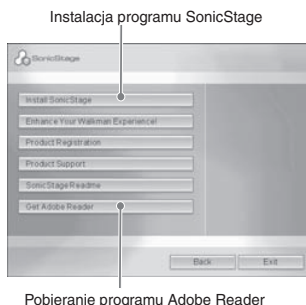 Instalacja programu SonicStage
SonicStage
Install SonicStage
Enhance Your Walkman Experience!
Product Registration
Product Support
SonicStage Readme
Get Adobe Reader
Back
Exit
Pobieranie programu Adobe Reader